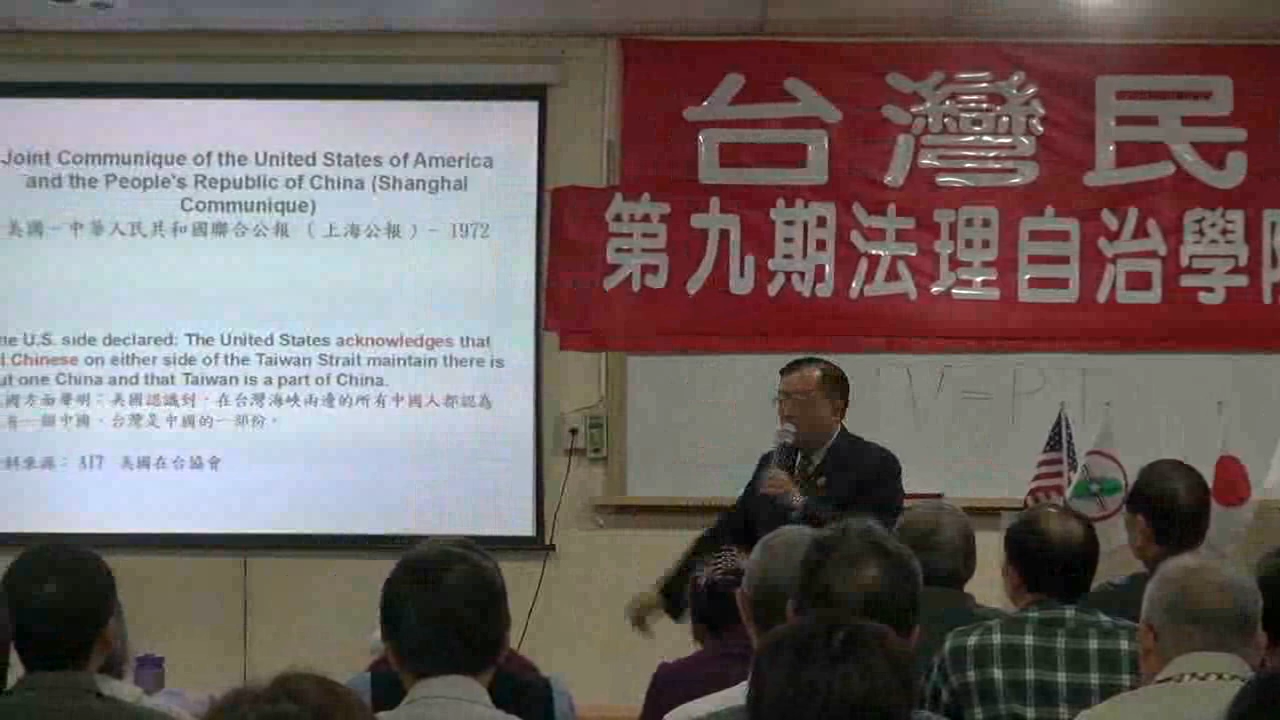 Joint Communique of the United States of America
and the People's Republic of China (Shanghai
Communique)
美國－中華人民共和國聯合公報 (上海公報) - 1972
U.S. side declared: The United States acknowledges that
Chinese on either side of the Taiwan Strait maintain there is
one China and that Taiwan is a part of China.
國方面聲明：美國認識到，在台灣海峽兩邊的所有中國人都認為
有一個中國，台灣是中國的一部份。
美國在台協會
台灣民
第九期法理自治學